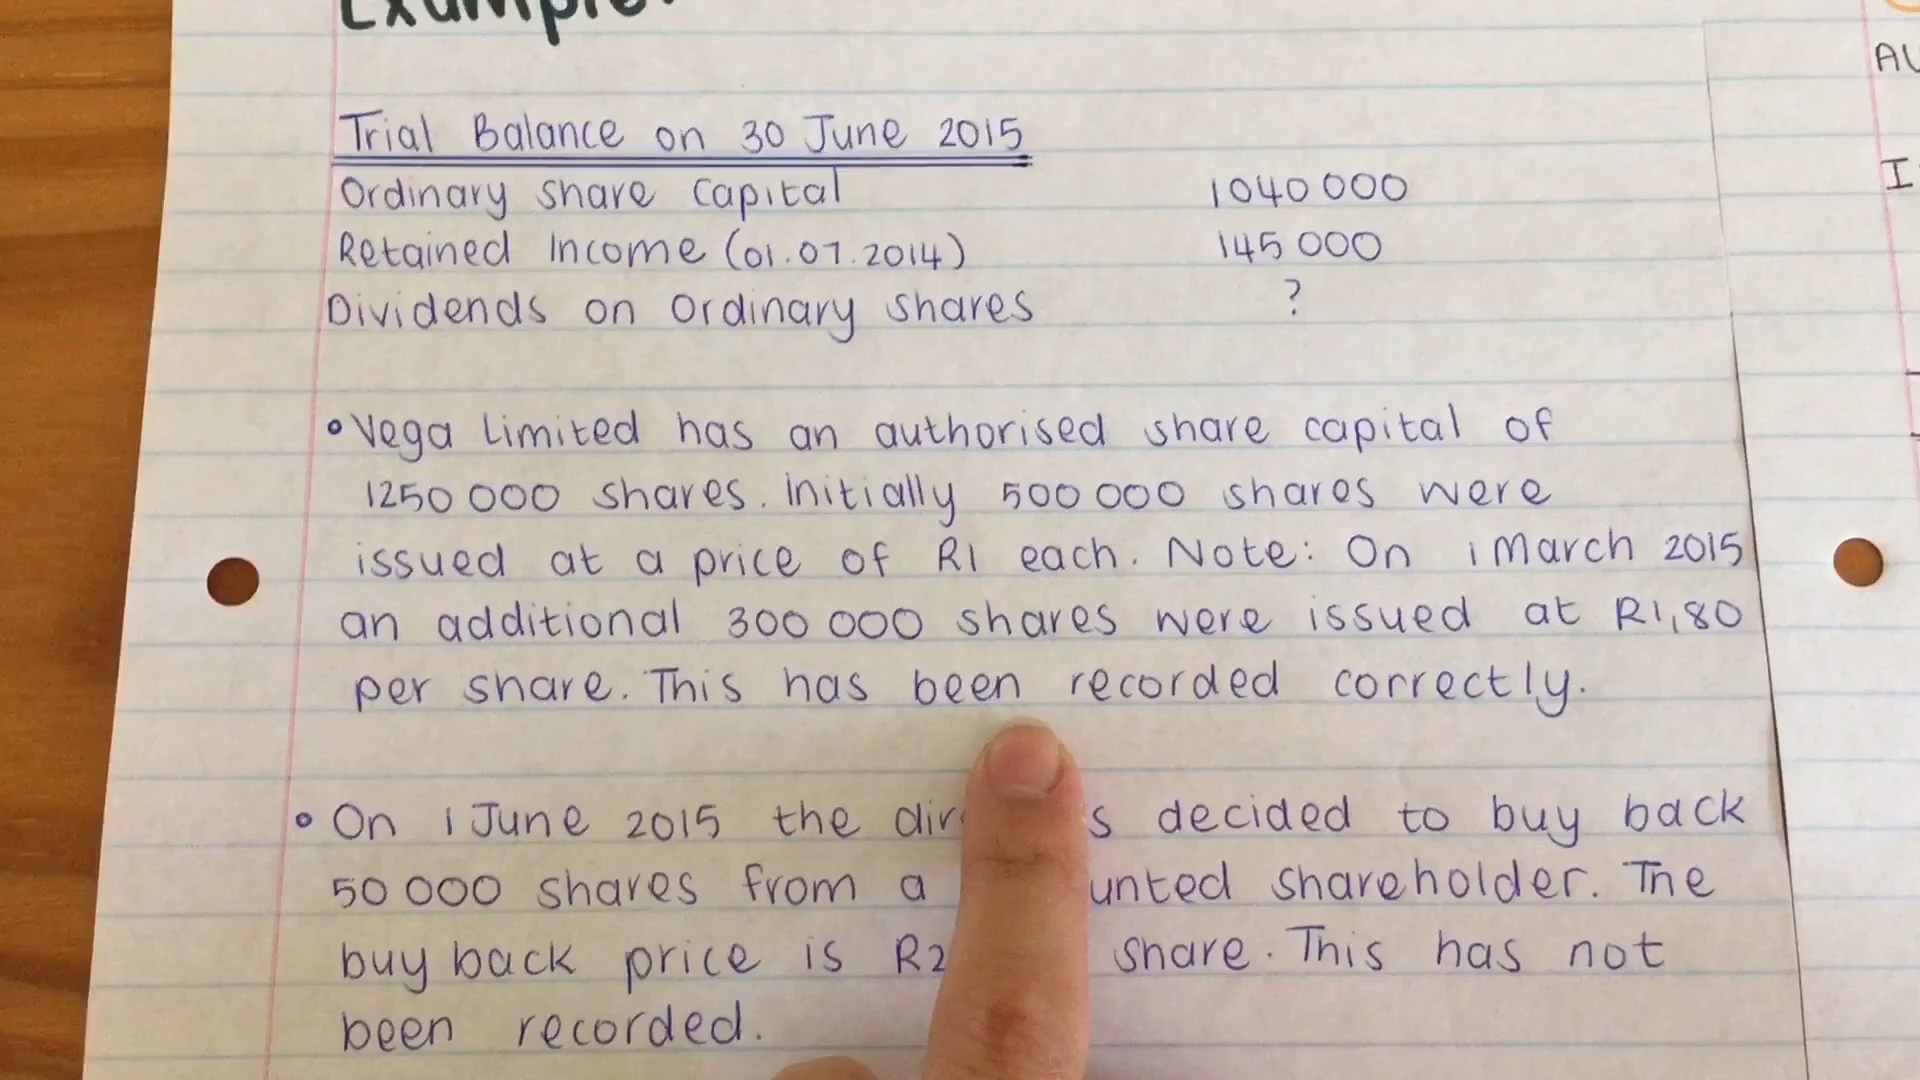 Example:
Trial Balance on 30 June 2015
Ordinary share capital 1040 000
Retained Income (01.07.2014) 145 000
Dividends on ordinary shares ?
• Vega Limited has an authorised share capital of
1250 000 shares. Initially 500 000 shares were
issued at a price of R1 each. Note: On 1 March 2015
an additional 300 000 shares were issued at R1,80
per share. This has been recorded correctly.
• On 1 June 2015 the decided to buy back
50 000 shares from a shareholder. The
buy back price is R2 share. This has not
been recorded.